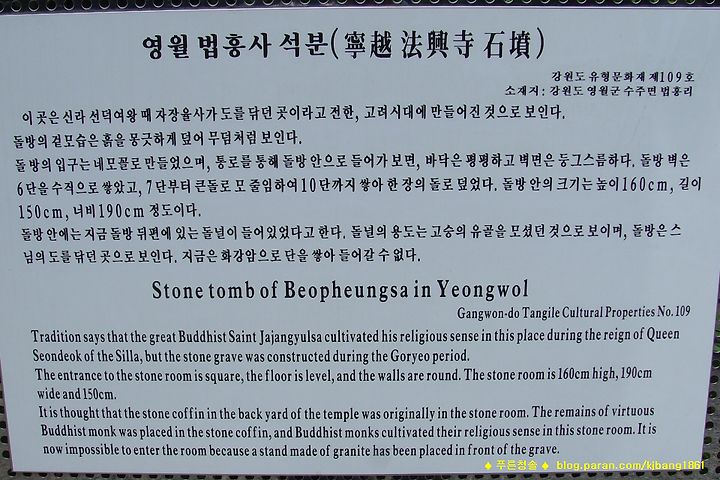 영월 법흥사 석분(寧越 法興寺 石墳)
강원도 유형문화재 제109호
소재지: 강원도 영월군 수주면 법흥리
이 곳은 신라 선덕여왕 때 자장율사가 도를 닦던 곳이라고 전한, 고려시대에 만들어진 것으로 보인다.
돌방의 겉모습은 흙을 몽긋하게 덮어 무덤처럼 보인다.
돌 방의 입구는 네모꼴로 만들었으며, 통로를 통해 돌방 안으로 들어가 보면, 바닥은 평평하고 벽면은 둥그스름하다. 돌방 벽은
6단을 수직으로 쌓았고, 7단부터 큰돌로 모 줄임하여 10단까지 쌓아 한 장의 돌로 덮었다. 돌방 안의 크기는 높이 160cm, 길이
150cm, 너비 190cm 정도이다.
돌방 안에는 지금 돌방 뒤편에 있는 돌널이 들어있었다고 한다. 돌널의 용도는 고승의 유골을 모셨던 것으로 보이며, 돌방은 스
님의 도를 닦던 곳으로 보인다. 지금은 화강암으로 단을 쌓아 들어갈 수 없다.
Stone tomb of Beopheungsa in Yeongwol
Gangwon-do Tangile Cultural Properties No. 109
Tradition says that the great Buddhist Saint Jajangyulsa cultivated his religious sense in this place during the reign of Queen
Seondeok of the Silla, but the stone grave was constructed during the Goryeo period.
The entrance to the stone room is square, the floor is level, and the walls are round. The stone room is 160cm high, 190cm
wide and 150cm.
It is thought that the stone coffin in the back yard of the temple was originally in the stone room. The remains of virtuous
Buddhist monk was placed in the stone coffin, and Buddhist monks cultivated their religious sense in this stone room. It is
now impossible to enter the room because a stand made of granite has been placed in front of the grave.
◆ 푸른청솔 ◆ blog.paran.com/kjbang1861